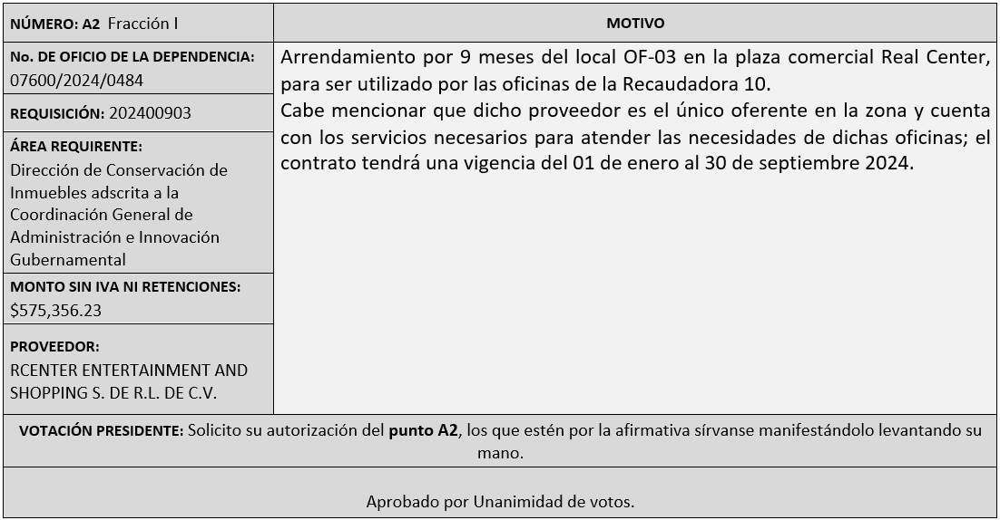 NÚMERO: A2 Fracción I
MOTIVO
No. DE OFICIO DE LA DEPENDENCIA:
07600/2024/0484
REQUISICIÓN: 202400903
ÁREA REQUIRENTE:
Dirección de Conservación de
Inmuebles adscrita a la
Coordinación General de
Administración e Innovación
Gubernamental
MONTO SIN IVA NI RETENCIONES:
$575,356.23
PROVEEDOR:
RCENTER ENTERTAINMENT AND
SHOPPING S. DE R.L. DE C.V.
Arrendamiento por 9 meses del local OF-03 en la plaza comercial Real Center,
para ser utilizado por las oficinas de la Recaudadora 10.
Cabe mencionar que dicho proveedor es el único oferente en la zona y cuenta
con los servicios necesarios para atender las necesidades de dichas oficinas; el
contrato tendrá una vigencia del 01 de enero al 30 de septiembre 2024.
VOTACIÓN PRESIDENTE: Solicito su autorización del punto A2, los que estén por la afirmativa sírvanse manifestándolo levantando su
mano.
Aprobado por Unanimidad de votos.